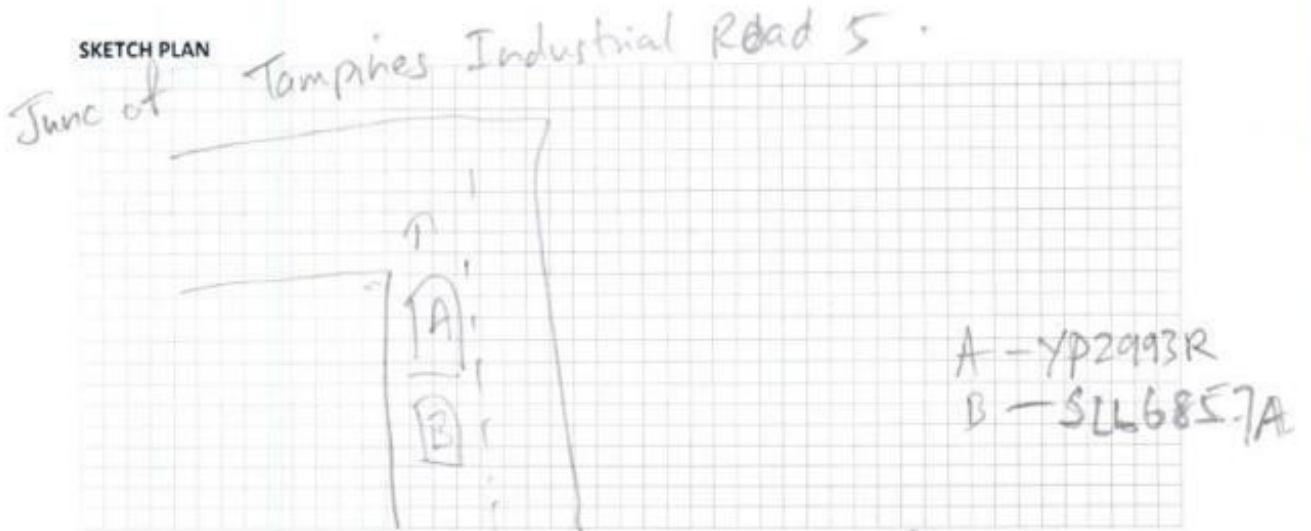 SKETCH PLAN
Junc of Tampines Industrial Road 5.
A
B
A - YP2993R
B - SLL6857A